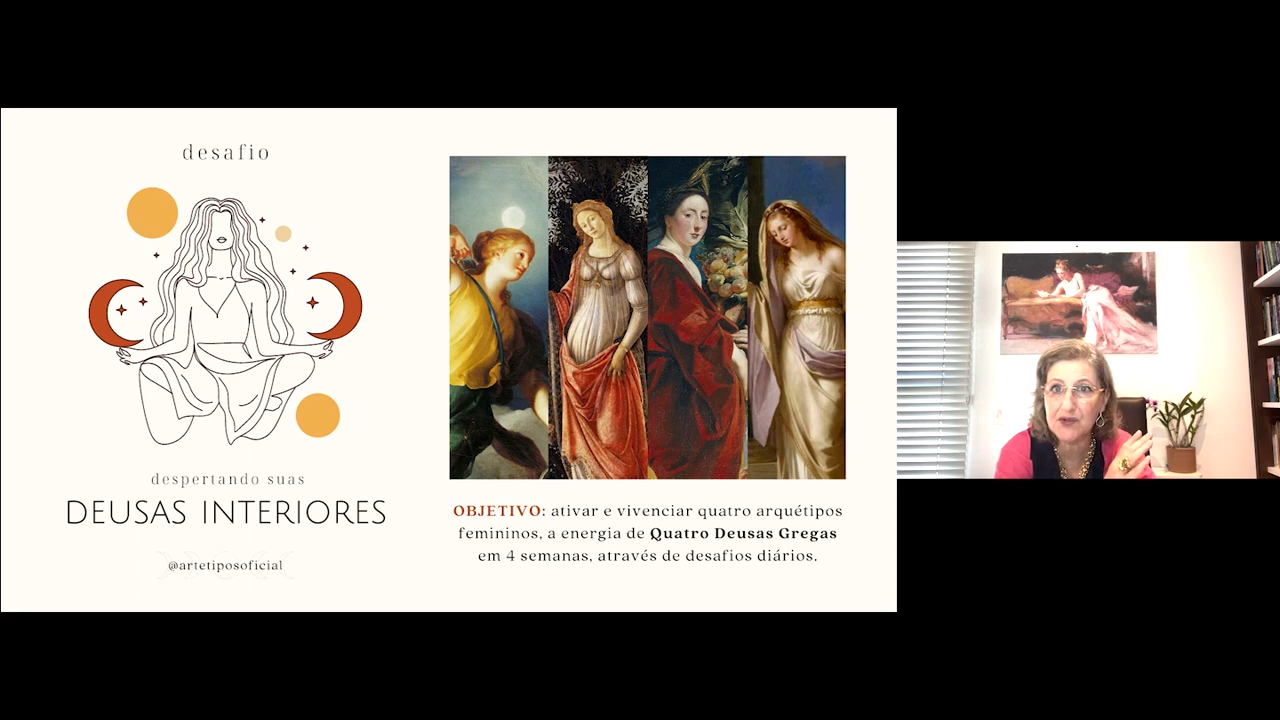 desafio
despertando suas
DEUSAS INTERIORES
@artetiposoficial
OBJETIVO: ativar e vivenciar quatro arquétipos
femininos, a energia de Quatro Deusas Gregas
em 4 semanas, através de desafios diários.